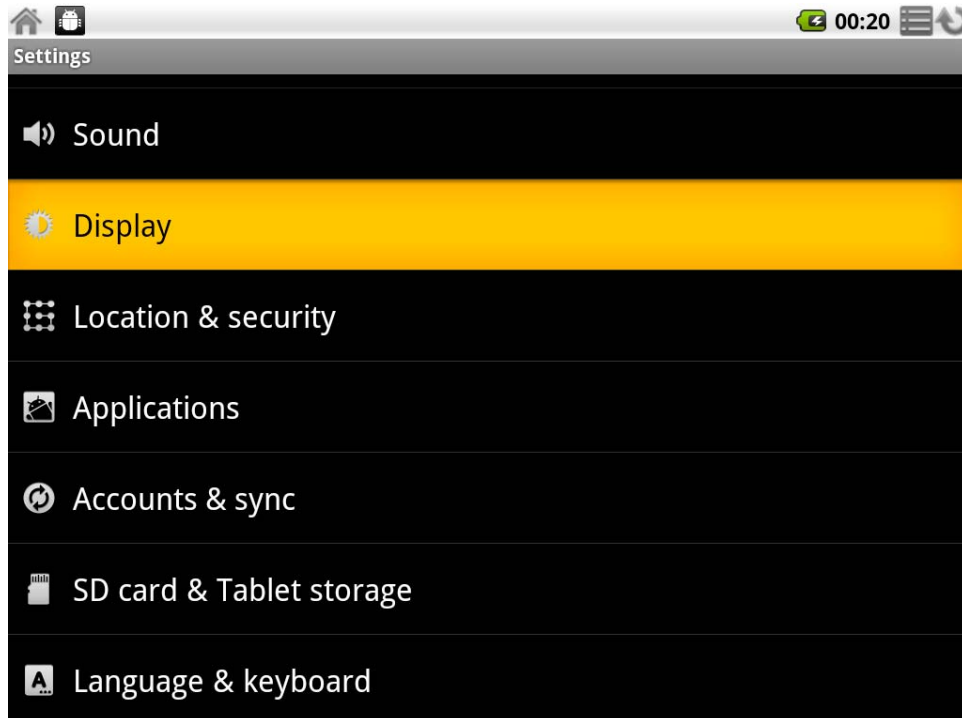 00:20
Settings
Sound
Display
Location & security
Applications
Accounts & sync
SD card & Tablet storage
Language & keyboard